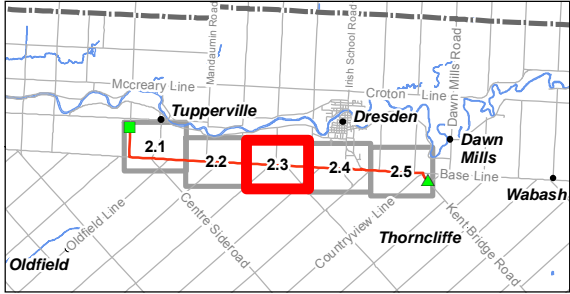 Mandaumin Road
Irish School Road
Dawn Mills Road
Mccreary Line
Croton Line
Tupperville
Dresden
Dawn
Mills
2.1
2.2
2.3
2.4
2.5
Base Line
Wabash
Oldfield Line
Centre Sideroad
Countryview Line
Kent-Bridge Road
Thorncliffe
Oldfield